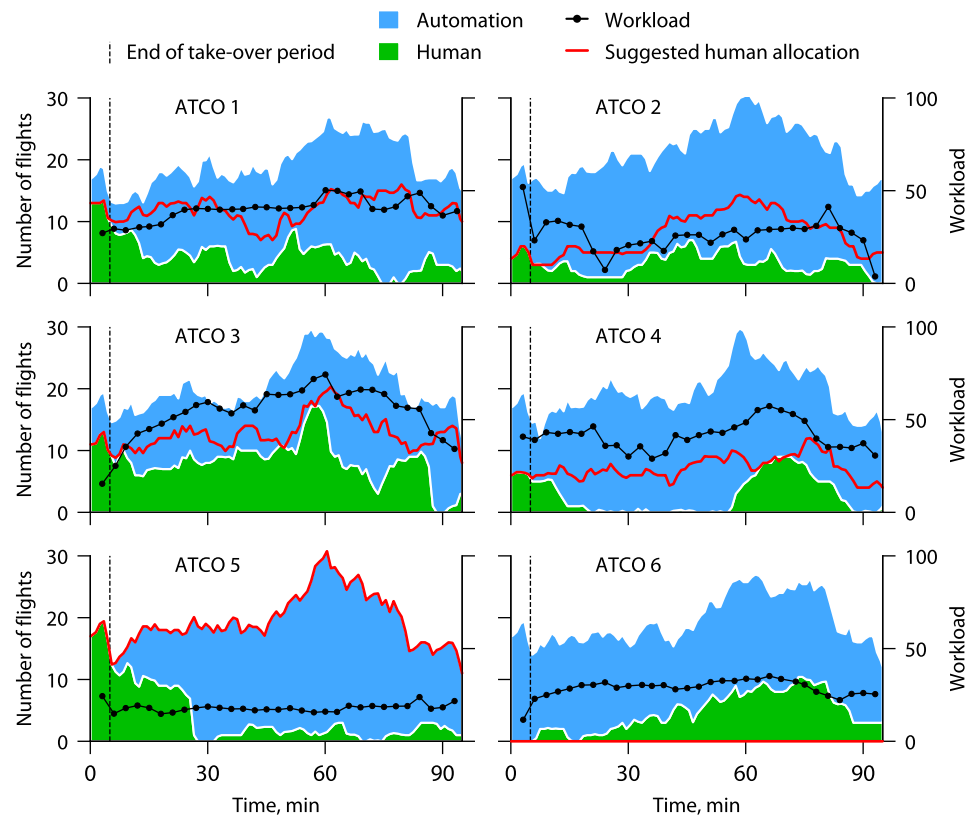 Automation
Workload
End of take-over period
Human
Suggested human allocation
ATCO 1
ATCO 2
30
20
10
0
Number of flights
100
50
0
Workload
ATCO 3
ATCO 4
30
20
10
0
Number of flights
100
50
0
Workload
ATCO 5
ATCO 6
30
20
10
0
Number of flights
100
50
0
Workload
0 30 60 90
0 30 60 90
Time, min
Time, min